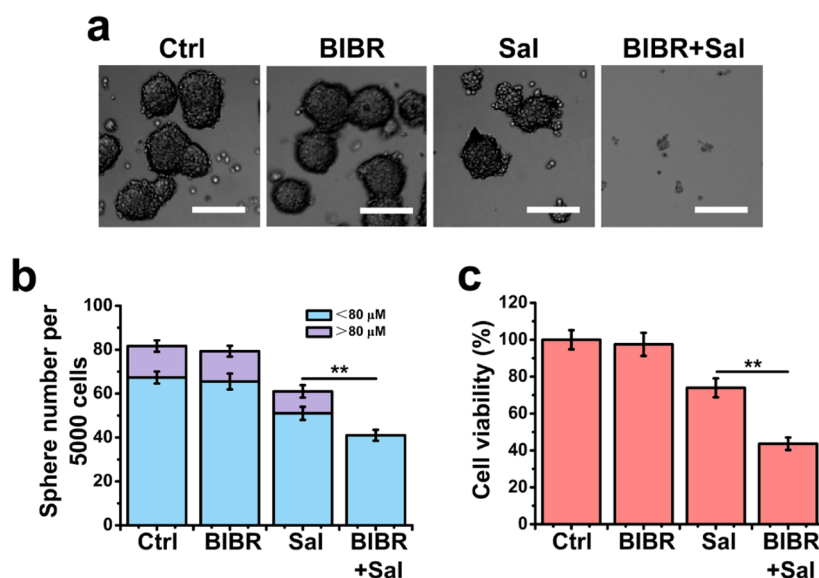 a
Ctrl BIBR Sal BIBR+Sal
b
Sphere number per
5000 cells
100
80
60
40
20
0
<80 μM
>80 μM
**
Ctrl BIBR Sal BIBR
+Sal
c
Cell viability (%)
120
100
80
60
40
20
0
**
Ctrl BIBR Sal BIBR
+Sal